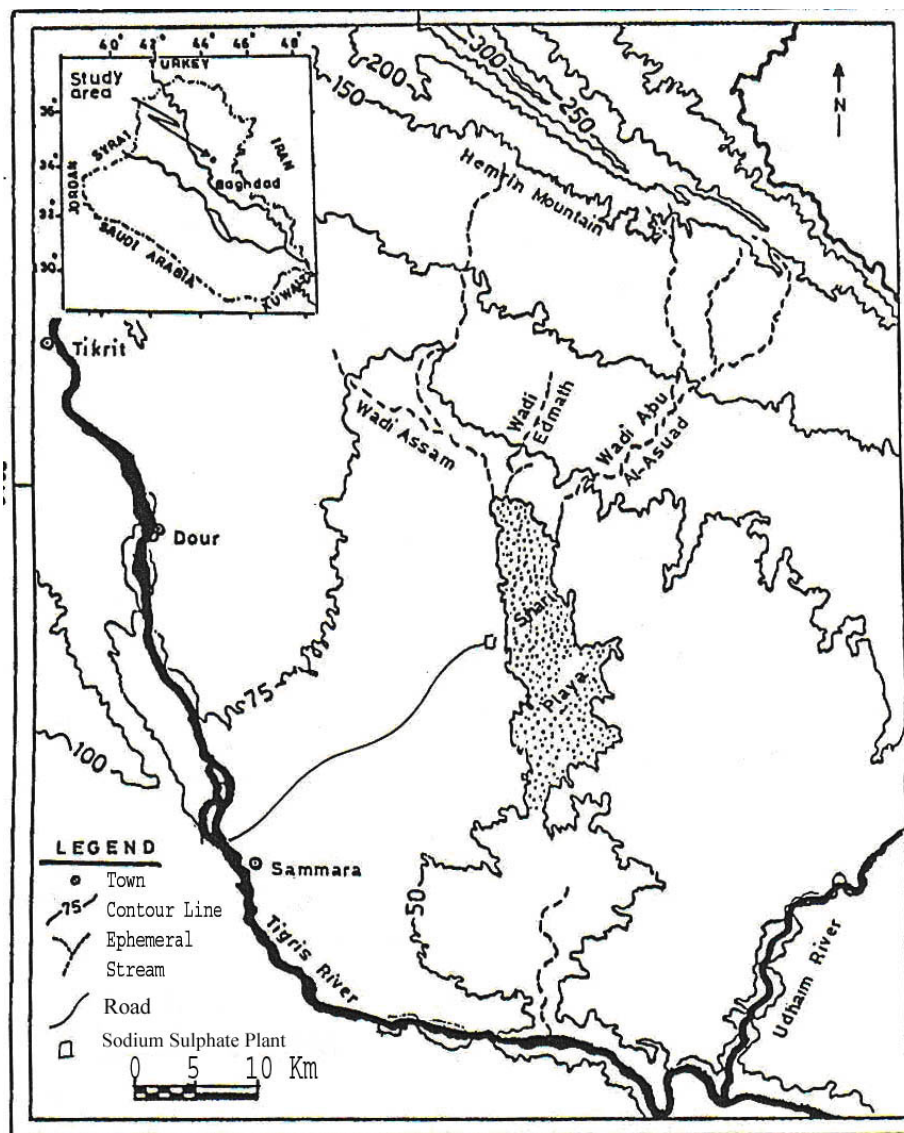 40° 42° 44° 46° 48°
TURKEY
Study
area
36°
SYRAI
IRAN
34°
JORDAN
Baghdad
31°
SAUDI ARABIA
30°
KUWAIT
300
200
250
150
N
Hemrin Mountain
Tikrit
Wadi
Edmath
Wadi Assam
Wadi Abu
Al-Asuad
Dour
Shari
Playa
75
100
LEGEND
Town
75 Contour Line
Ephemeral
Stream
Road
Sodium Sulphate Plant
0 5 10 Km
Sammara
50
Tigris River
Udhaim River